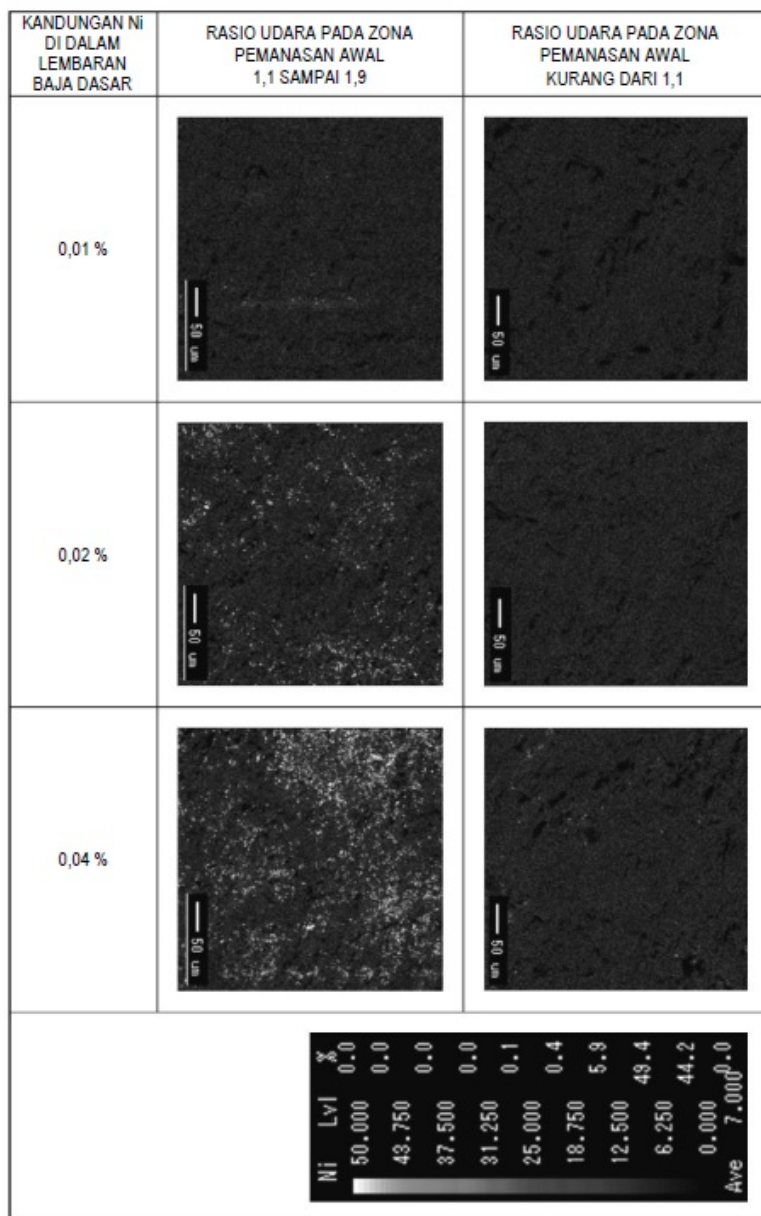 KANDUNGAN Ni
DI DALAM
LEMBARAN
BAJA DASAR
RASIO UDARA PADA ZONA
PEMANASAN AWAL
1,1 SAMPAI 1,9
RASIO UDARA PADA ZONA
PEMANASAN AWAL
KURANG DARI 1,1
0,01 %
50 um
50 um
0,02 %
50 um
50 um
0,04 %
50 um
50 um
Ni Lvl %
50.000 0.0
43.750 0.0
37.500 0.0
31.250 0.0
25.000 0.1
18.750 0.4
12.500 5.9
6.250 49.4
0.000 44.2
Ave 7.000 0.0